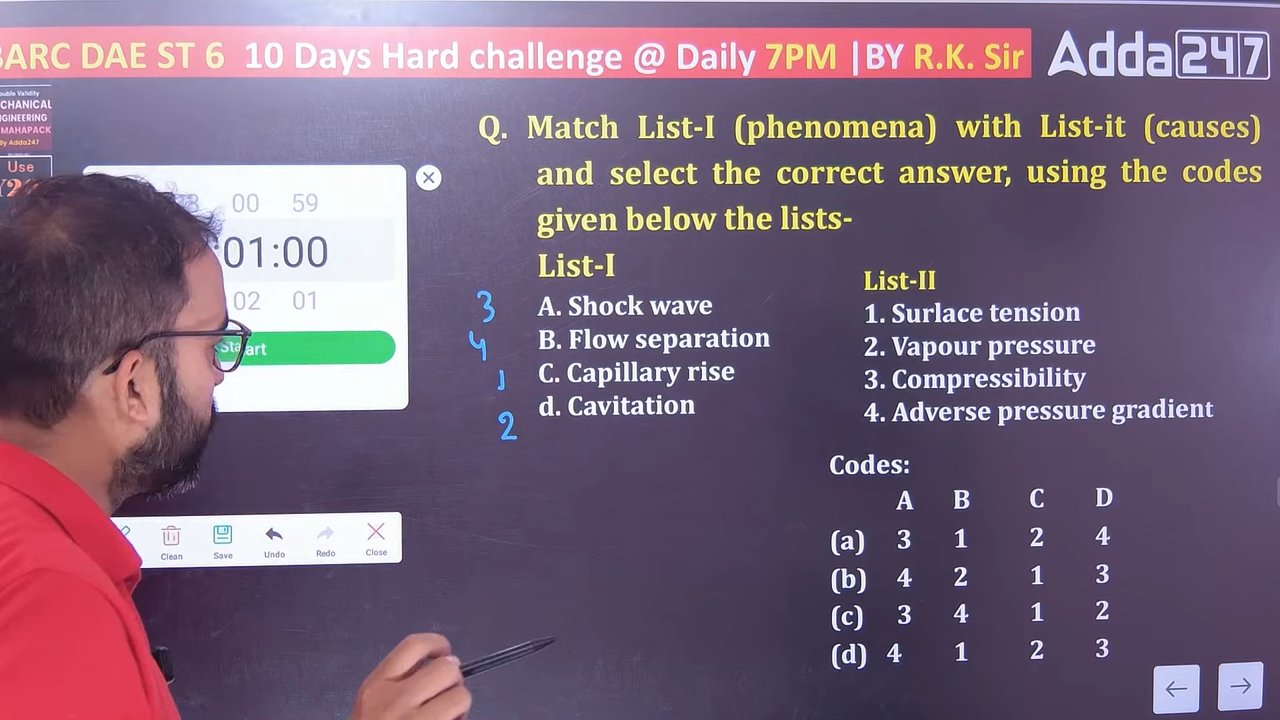 BARC DAE ST 6 10 Days Hard challenge @ Daily 7PM |BY R.K. Sir
Adda247
Double Validity
MAHAPACK
By Adda247
Use
Q. Match List-I (phenomena) with List-it (causes)
and select the correct answer, using the codes
given below the lists-
00 59
:01:00
02 01
Start
List-I
List-II
3 A. Shock wave
1. Surlace tension
4 B. Flow separation
2. Vapour pressure
1 C. Capillary rise
3. Compressibility
2 d. Cavitation
4. Adverse pressure gradient
Codes:
A B C D
(a) 3 1 2 4
(b) 4 2 1 3
(c) 3 4 1 2
(d) 4 1 2 3
Clean Save Undo Redo Close